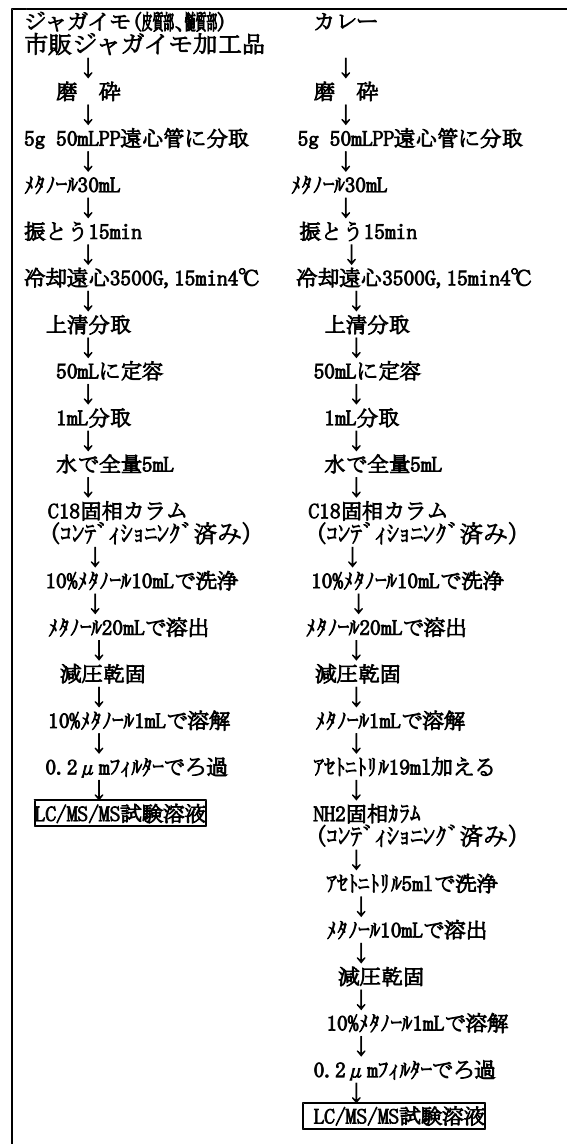 ジャガイモ(皮質部、髄質部)
市販ジャガイモ加工品
↓
磨　砕
↓
5g 50mLPP遠心管に分取
↓
ﾒﾀﾉｰﾙ30mL
↓
振とう15min
↓
冷却遠心3500G,15min4℃
↓
上清分取
↓
50mLに定容
↓
1mL分取
↓
水で全量5mL
↓
C18固相カラム
(ｺﾝﾃﾞｨｼｮﾆﾝｸﾞ済み)
↓
10%ﾒﾀﾉｰﾙ10mLで洗浄
↓
ﾒﾀﾉｰﾙ20mLで溶出
↓
減圧乾固
↓
10%ﾒﾀﾉｰﾙ1mLで溶解
↓
0.2μmﾌｨﾙﾀｰでろ過
↓
LC/MS/MS試験溶液
カレー
↓
磨　砕
↓
5g 50mLPP遠心管に分取
↓
ﾒﾀﾉｰﾙ30mL
↓
振とう15min
↓
冷却遠心3500G,15min4℃
↓
上清分取
↓
50mLに定容
↓
1mL分取
↓
水で全量5mL
↓
C18固相カラム
(ｺﾝﾃﾞｨｼｮﾆﾝｸﾞ済み)
↓
10%ﾒﾀﾉｰﾙ10mLで洗浄
↓
ﾒﾀﾉｰﾙ20mLで溶出
↓
減圧乾固
↓
ﾒﾀﾉｰﾙ1mLで溶解
↓
ｱｾﾄﾆﾄﾘﾙ19ml加える
↓
NH2固相ｶﾗﾑ
(ｺﾝﾃﾞｨｼｮﾆﾝｸﾞ済み)
↓
ｱｾﾄﾆﾄﾘﾙ5mlで洗浄
↓
ﾒﾀﾉｰﾙ10mLで溶出
↓
減圧乾固
↓
10%ﾒﾀﾉｰﾙ1mLで溶解
↓
0.2μmﾌｨﾙﾀｰでろ過
↓
LC/MS/MS試験溶液